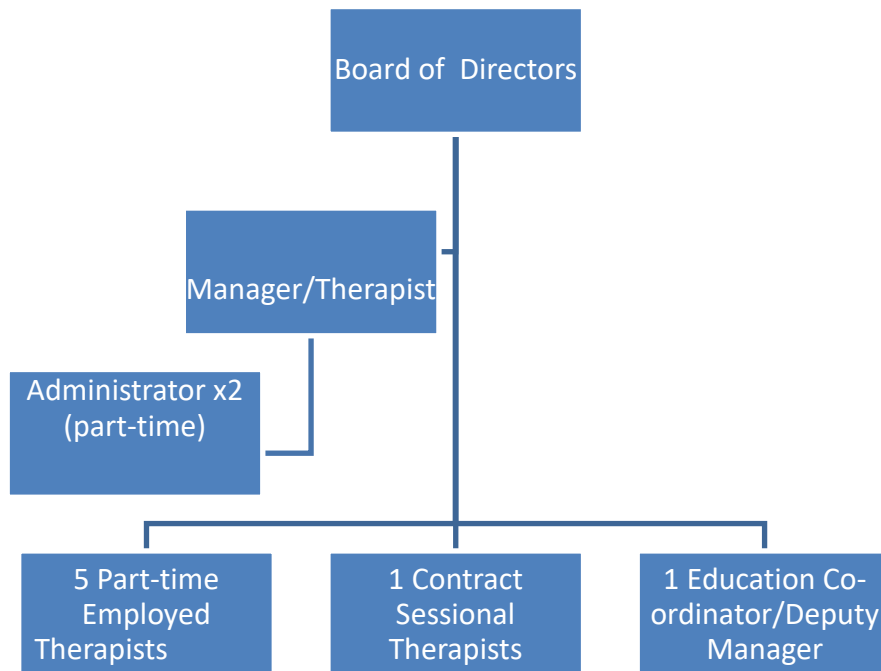 Board of Directors
Manager/Therapist
Administrator x2
(part-time)
5 Part-time
Employed
Therapists
1 Contract
Sessional
Therapists
1 Education Co-
ordinator/Deputy
Manager